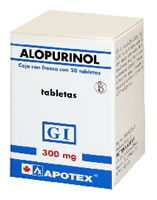 ALOPURINOL
Caja con frasco con 20 tabletas
tabletas
GI
300 mg
APOTEX